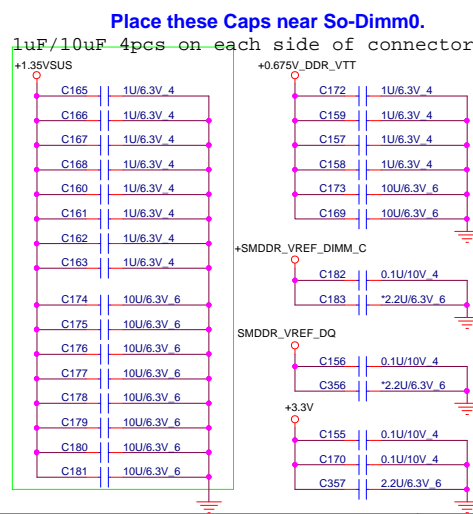 Place these Caps near So-Dimm0.
1uF/10uF 4pcs on each side of connector
+1.35VSUS
C165 1U/6.3V_4
C166 1U/6.3V_4
C167 1U/6.3V_4
C168 1U/6.3V_4
C160 1U/6.3V_4
C161 1U/6.3V_4
C162 1U/6.3V_4
C163 1U/6.3V_4
C174 10U/6.3V_6
C175 10U/6.3V_6
C176 10U/6.3V_6
C177 10U/6.3V_6
C178 10U/6.3V_6
C179 10U/6.3V_6
C180 10U/6.3V_6
C181 10U/6.3V_6
+0.675V_DDR_VTT
C172 1U/6.3V_4
C159 1U/6.3V_4
C157 1U/6.3V_4
C158 1U/6.3V_4
C173 10U/6.3V_6
C169 10U/6.3V_6
+SMDDR_VREF_DIMM_C
C182 0.1U/10V_4
C183 *2.2U/6.3V_6
SMDDR_VREF_DQ
C156 0.1U/10V_4
C356 *2.2U/6.3V_6
+3.3V
C155 0.1U/10V_4
C170 0.1U/10V_4
C357 2.2U/6.3V_6